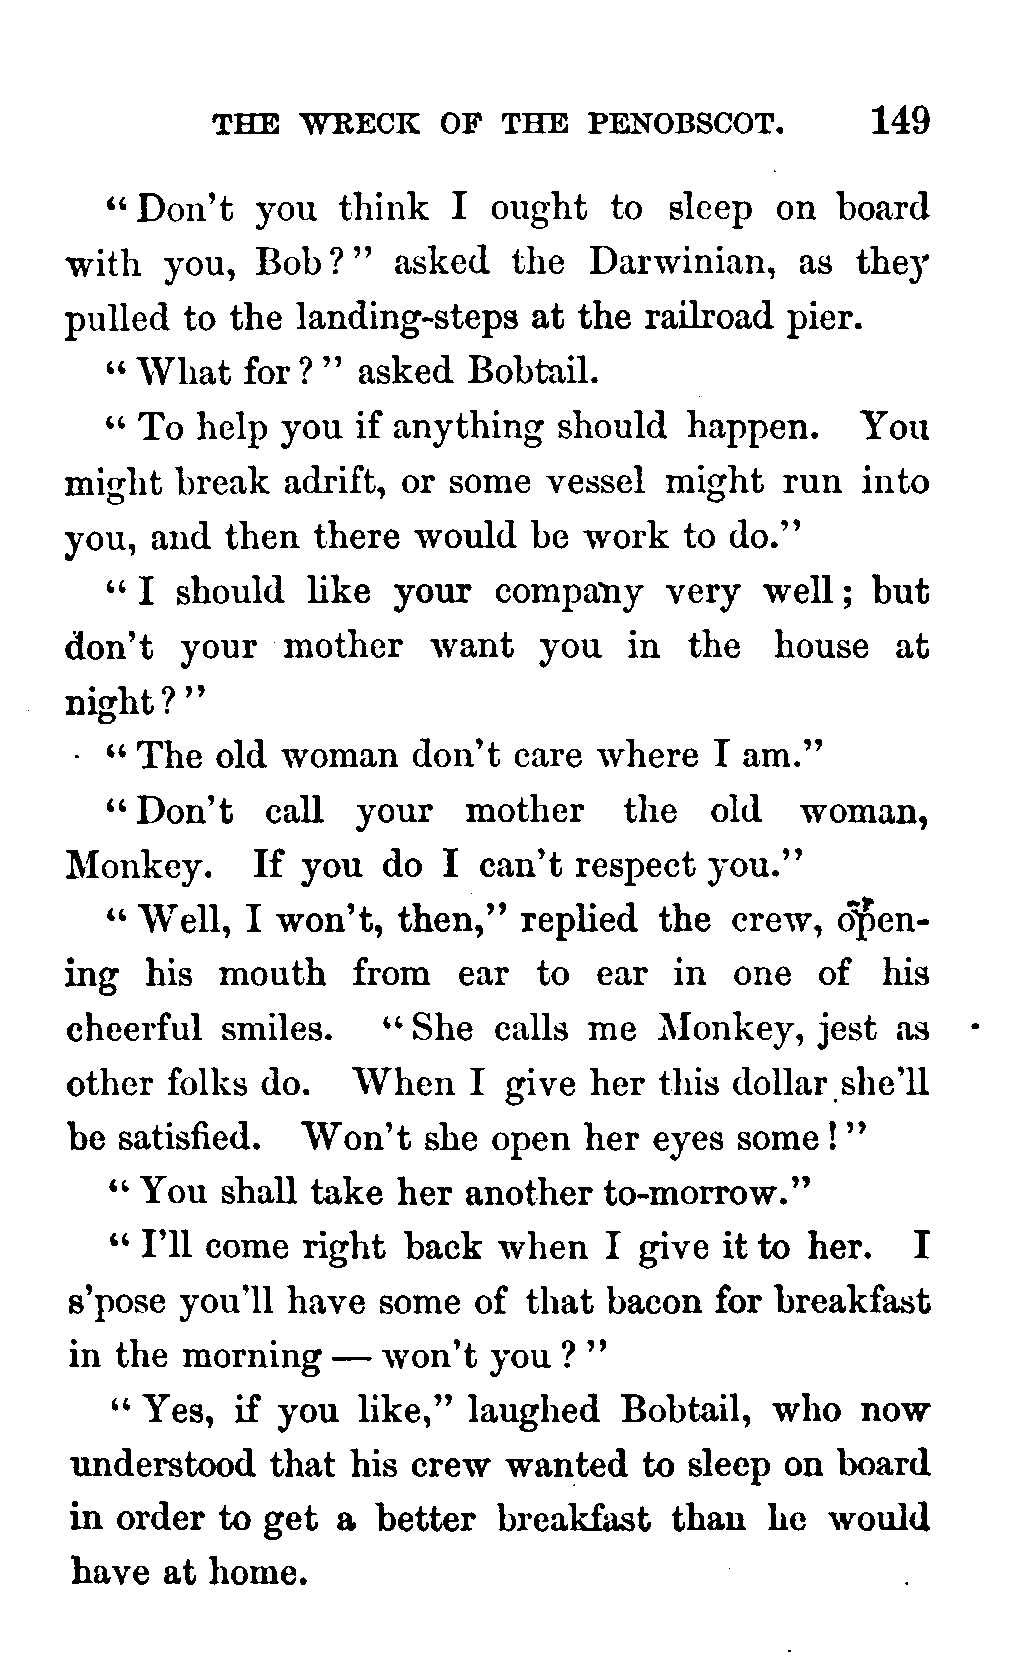 THE WRECK OF THE PENOBSCOT. 149
“Don’t you think I ought to sleep on board
with you, Bob?” asked the Darwinian, as they
pulled to the landing-steps at the railroad pier.
“What for?” asked Bobtail.
“To help you if anything should happen. You
might break adrift, or some vessel might run into
you, and then there would be work to do.”
“I should like your company very well; but
don’t your mother want you in the house at
night?”
“The old woman don’t care where I am.”
“Don’t call your mother the old woman,
Monkey. If you do I can’t respect you.”
“Well, I won’t, then,” replied the crew, open-
ing his mouth from ear to ear in one of his
cheerful smiles. “She calls me Monkey, jest as
other folks do. When I give her this dollar she’ll
be satisfied. Won’t she open her eyes some!”
“You shall take her another to-morrow.”
“I’ll come right back when I give it to her. I
s’pose you’ll have some of that bacon for breakfast
in the morning — won’t you?”
“Yes, if you like,” laughed Bobtail, who now
understood that his crew wanted to sleep on board
in order to get a better breakfast than he would
have at home.